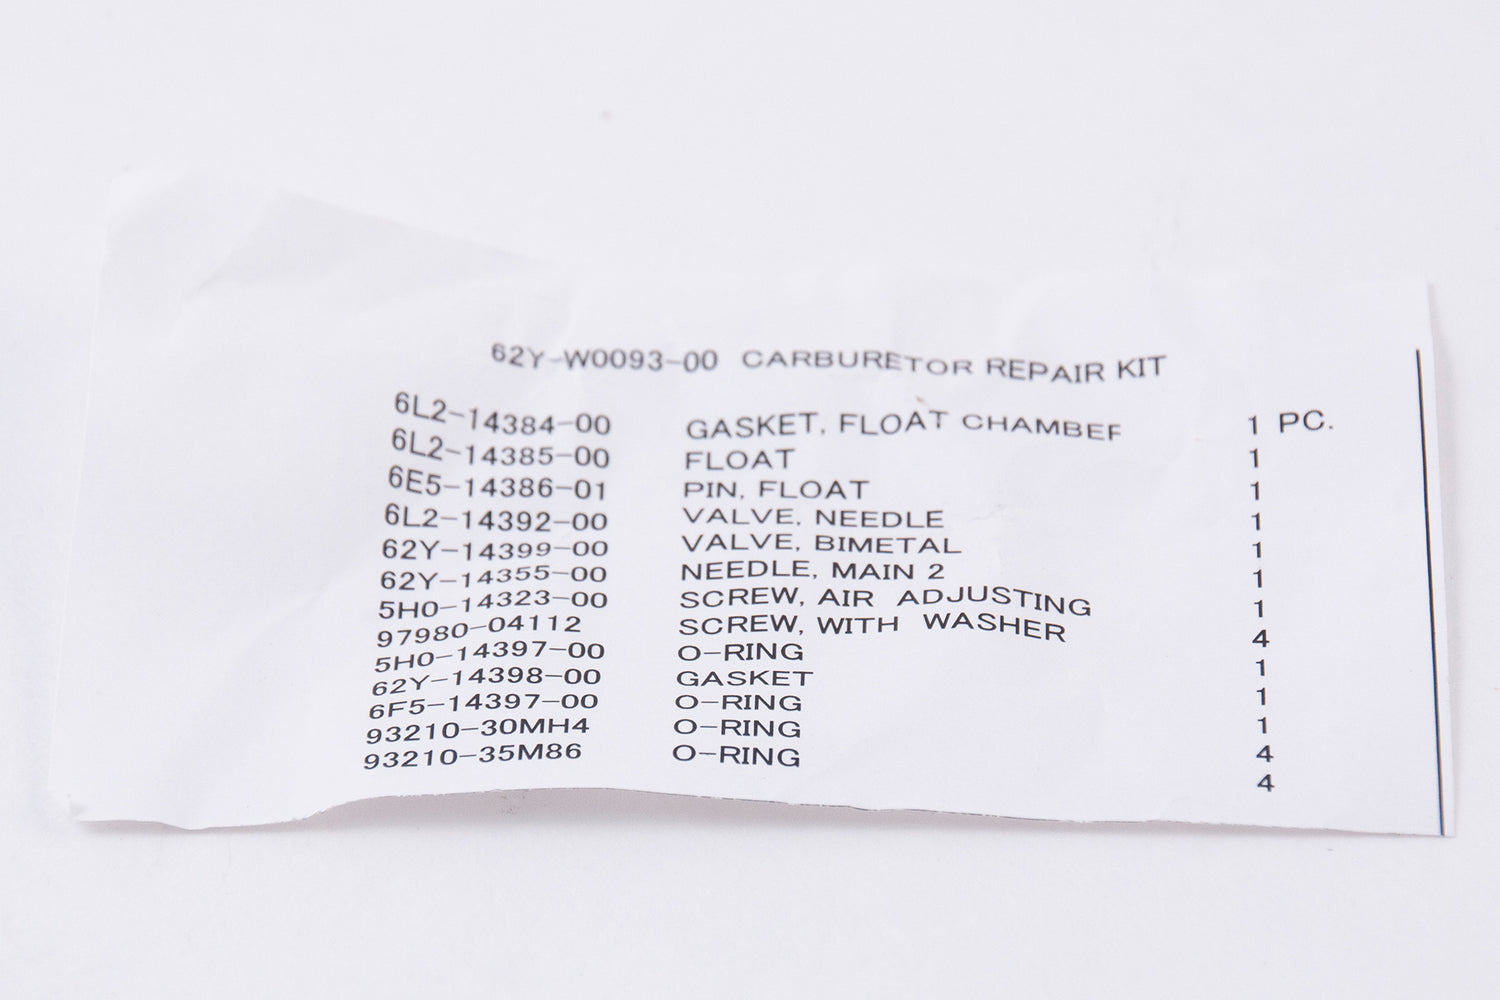 62Y-W0093-00 CARBURETOR REPAIR KIT
6L2-14384-00 GASKET, FLOAT CHAMBER 1 PC.
6L2-14385-00 FLOAT 1
6E5-14386-01 PIN, FLOAT 1
6L2-14392-00 VALVE, NEEDLE 1
62Y-14399-00 VALVE, BIMETAL 1
62Y-14355-00 NEEDLE, MAIN 2 1
5H0-14323-00 SCREW, AIR ADJUSTING 1
97980-04112 SCREW, WITH WASHER 4
5H0-14397-00 O-RING 1
62Y-14398-00 GASKET 1
6F5-14397-00 O-RING 1
93210-30MH4 O-RING 4
93210-35M86 O-RING 4